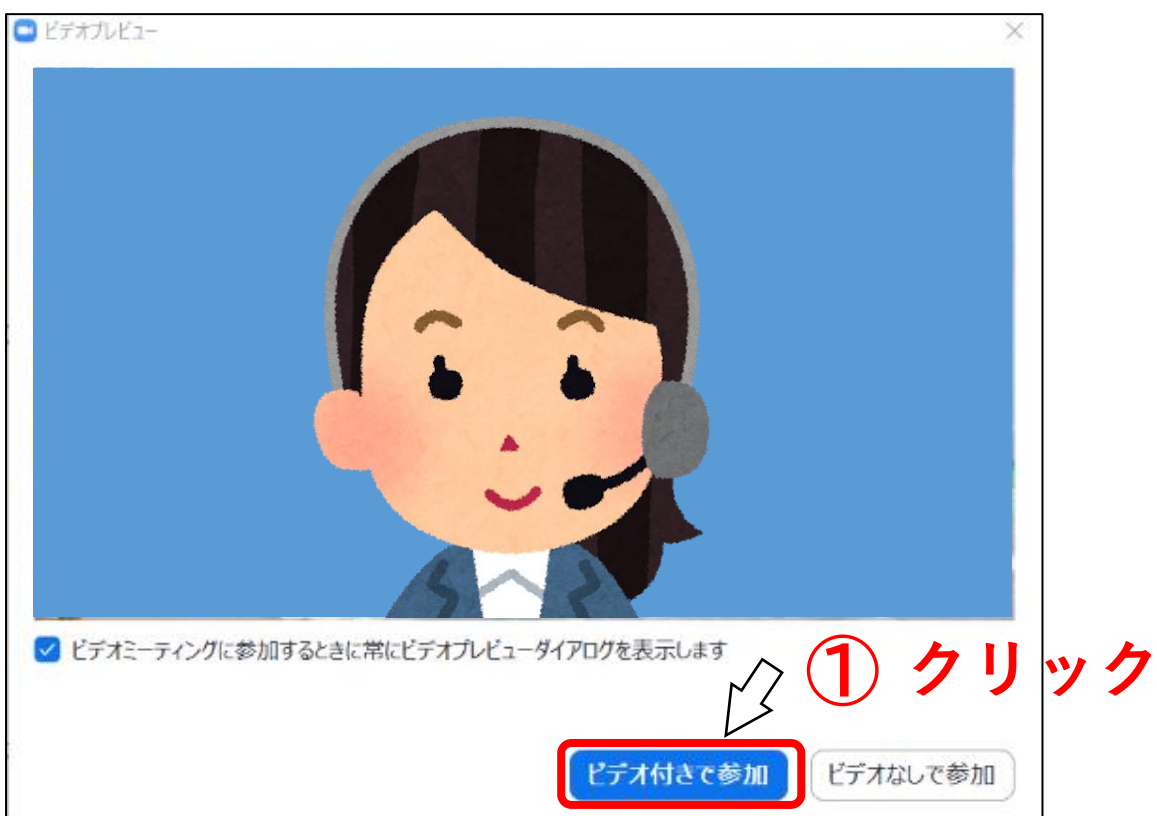 ビデオプレビュー
ビデオミーティングに参加するときに常にビデオプレビューダイアログを表示します
① クリック
ビデオ付きで参加
ビデオなしで参加